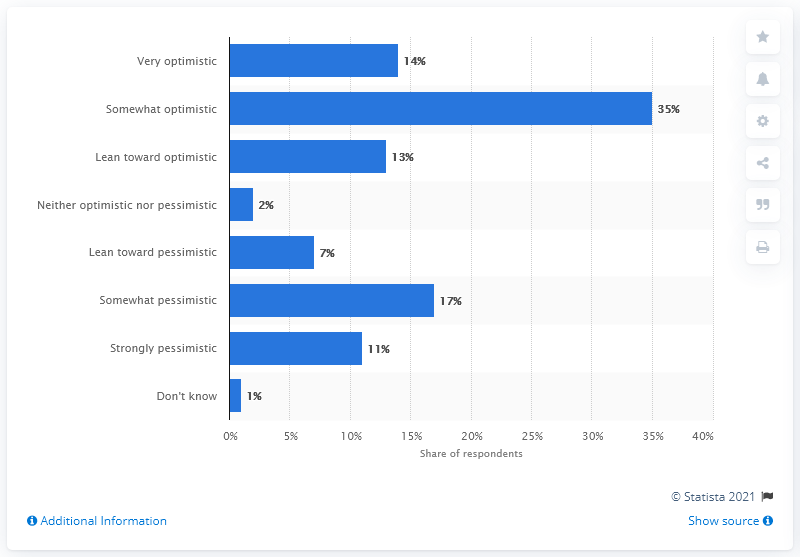 Very optimistic 14%
Somewhat optimistic 35%
Lean toward optimistic 13%
Neither optimistic nor pessimistic 2%
Lean toward pessimistic 7%
Somewhat pessimistic 17%
Strongly pessimistic 11%
Don't know 1%
0% 5% 10% 15% 20% 25% 30% 35% 40%
Share of respondents
© Statista 2021
Additional Information Show source